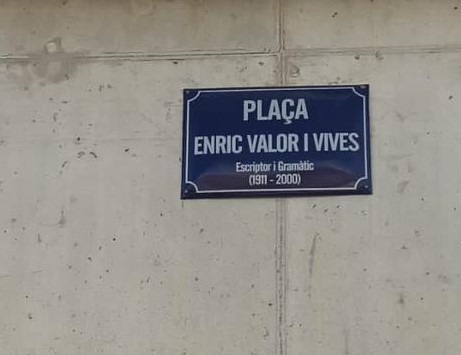 PLAÇA
ENRIC VALOR I VIVES
Escriptor i Gramàtic
(1911 - 2000)